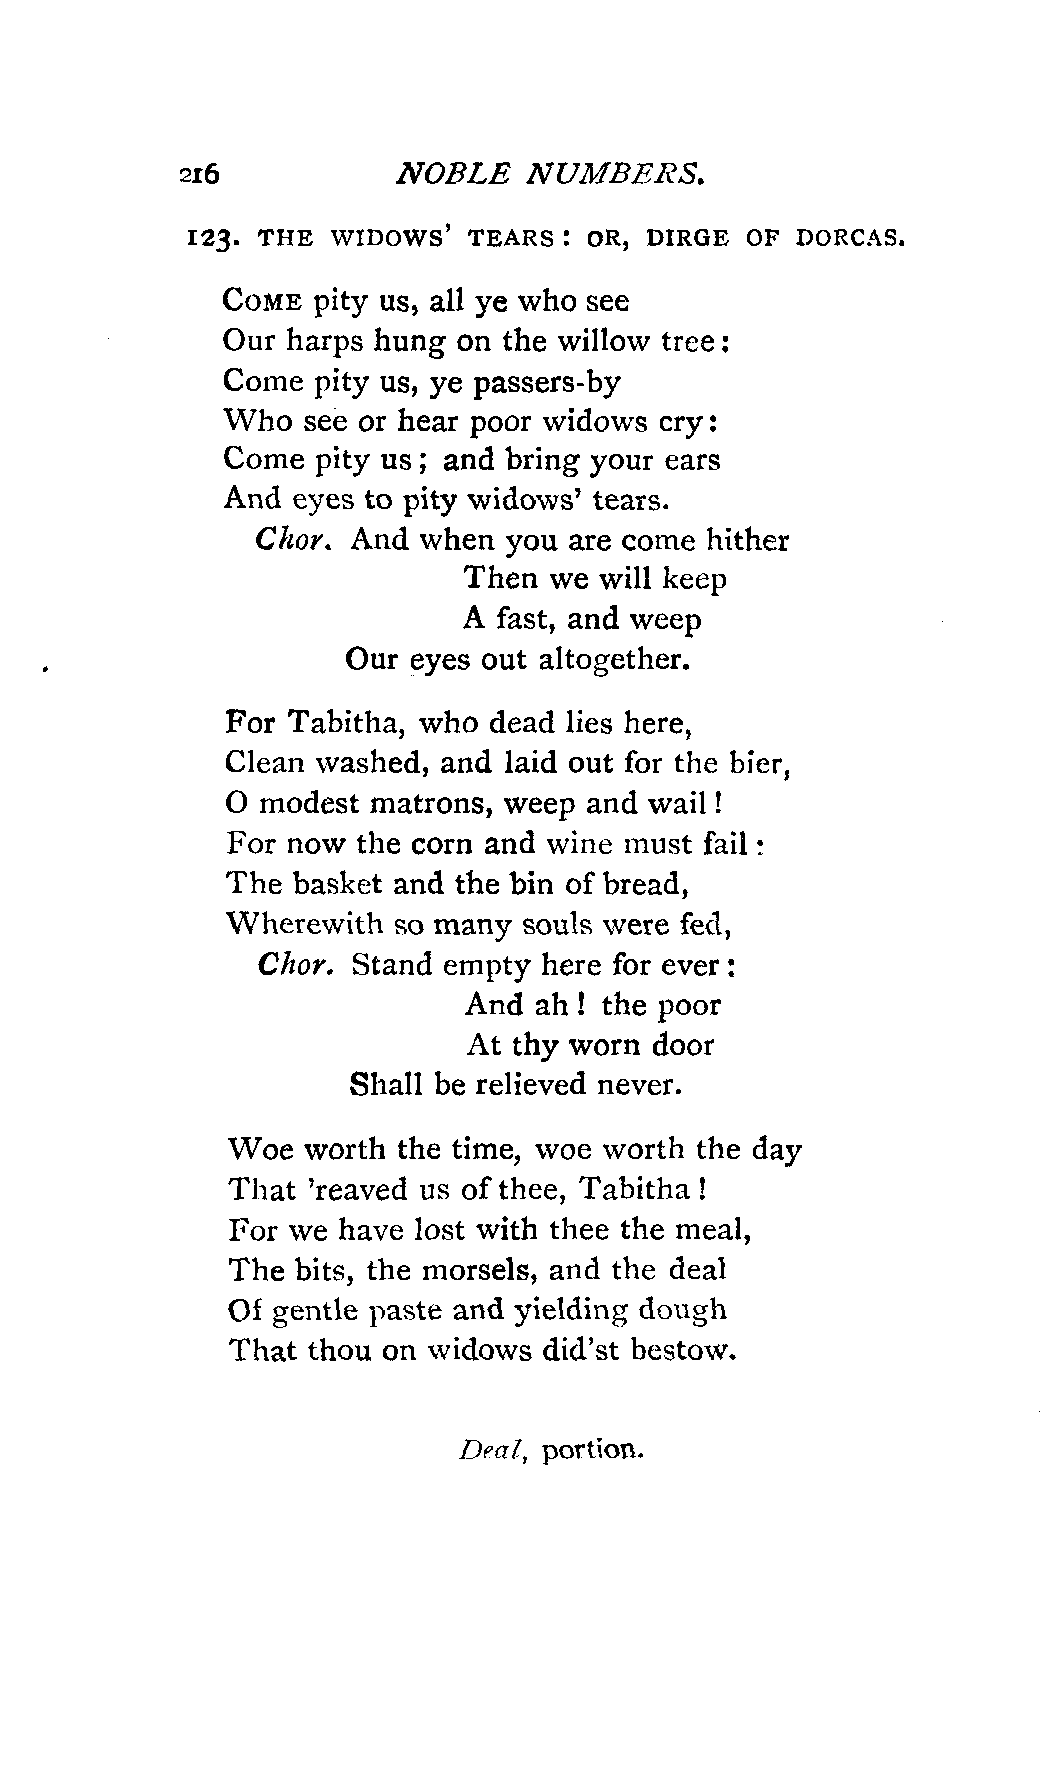 216 NOBLE NUMBERS.
123. THE WIDOWS' TEARS: OR, DIRGE OF DORCAS.
COME pity us, all ye who see
Our harps hung on the willow tree:
Come pity us, ye passers-by
Who see or hear poor widows cry:
Come pity us; and bring your ears
And eyes to pity widows' tears.
Chor. And when you are come hither
Then we will keep
A fast, and weep
Our eyes out altogether.
For Tabitha, who dead lies here,
Clean washed, and laid out for the bier,
O modest matrons, weep and wail!
For now the corn and wine must fail:
The basket and the bin of bread,
Wherewith so many souls were fed,
Chor. Stand empty here for ever:
And ah! the poor
At thy worn door
Shall be relieved never.
Woe worth the time, woe worth the day
That 'reaved us of thee, Tabitha!
For we have lost with thee the meal,
The bits, the morsels, and the deal
Of gentle paste and yielding dough
That thou on widows did'st bestow.
Deal, portion.